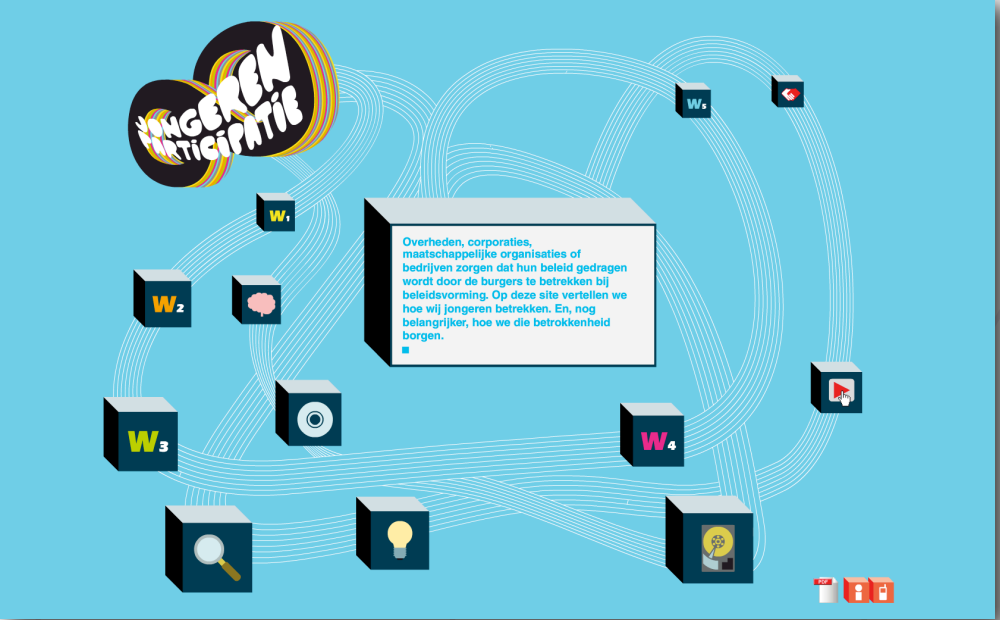 JONGEREN
PARTICIPATIE
W5
W1
W2
Overheden, corporaties,
maatschappelijke organisaties of
bedrijven zorgen dat hun beleid gedragen
wordt door de burgers te betrekken bij
beleidsvorming. Op deze site vertellen we
hoe wij jongeren betrekken. En, nog
belangrijker, hoe we die betrokkenheid
borgen.
W3
W4
PDF